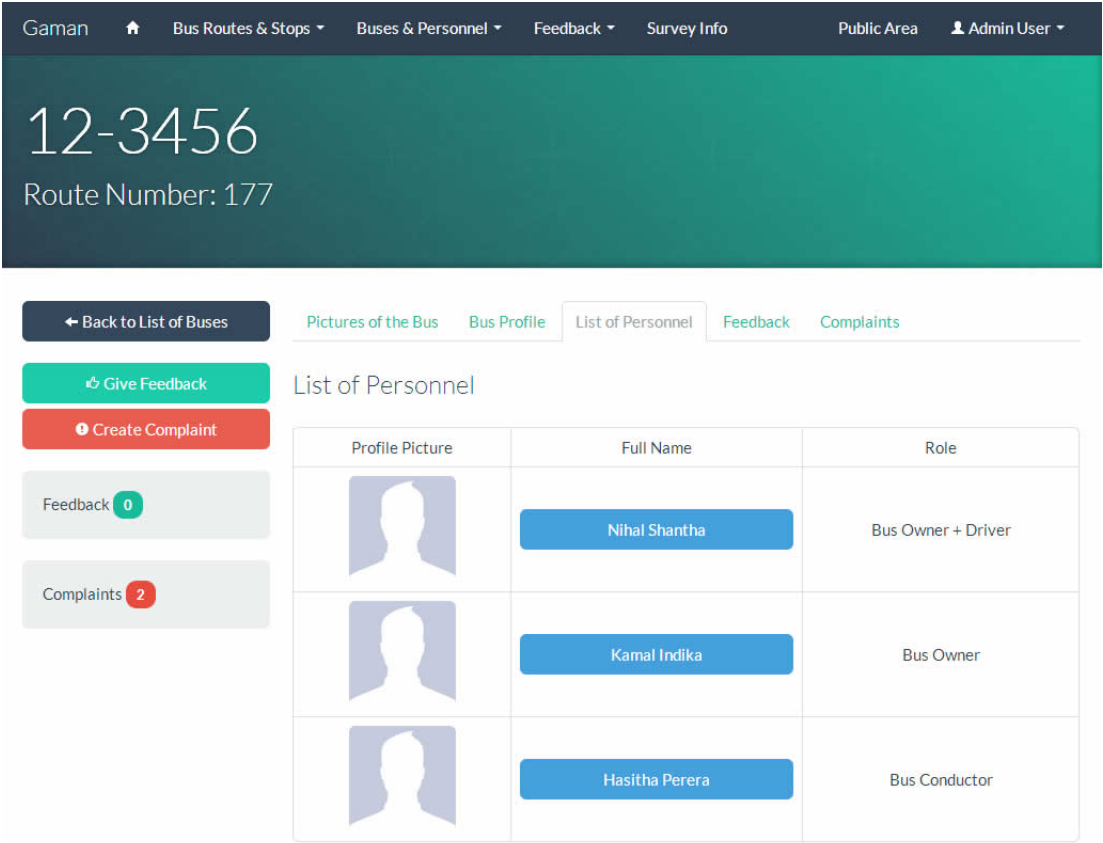 Gaman Bus Routes & Stops Buses & Personnel Feedback Survey Info Public Area Admin User
12-3456
Route Number: 177
Back to List of Buses
Give Feedback
Create Complaint
Feedback 0
Complaints 2
Pictures of the Bus Bus Profile List of Personnel Feedback Complaints
List of Personnel
Profile Picture Full Name Role
Nihal Shantha Bus Owner + Driver
Kamal Indika Bus Owner
Hasitha Perera Bus Conductor